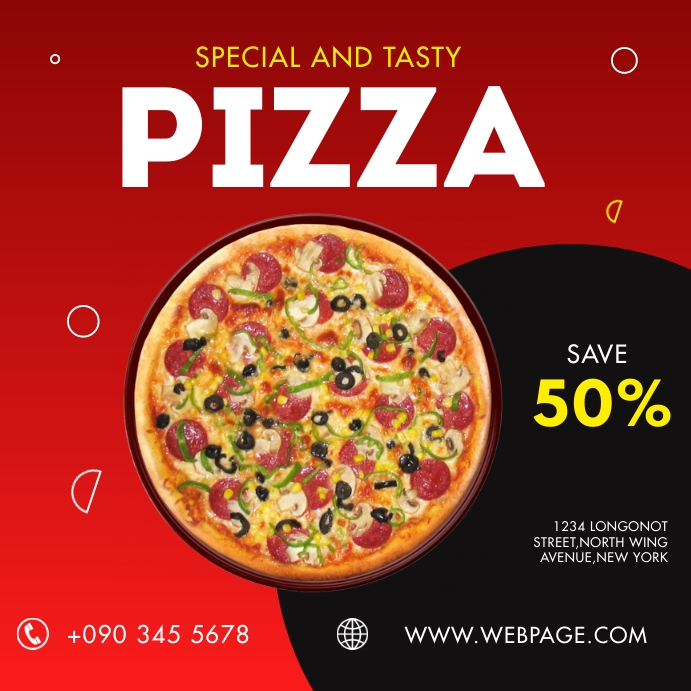 SPECIAL AND TASTY
PIZZA
SAVE
50%
1234 LONGONOT
STREET,NORTH WING
AVENUE,NEW YORK
+090 345 5678
WWW.WEBPAGE.COM